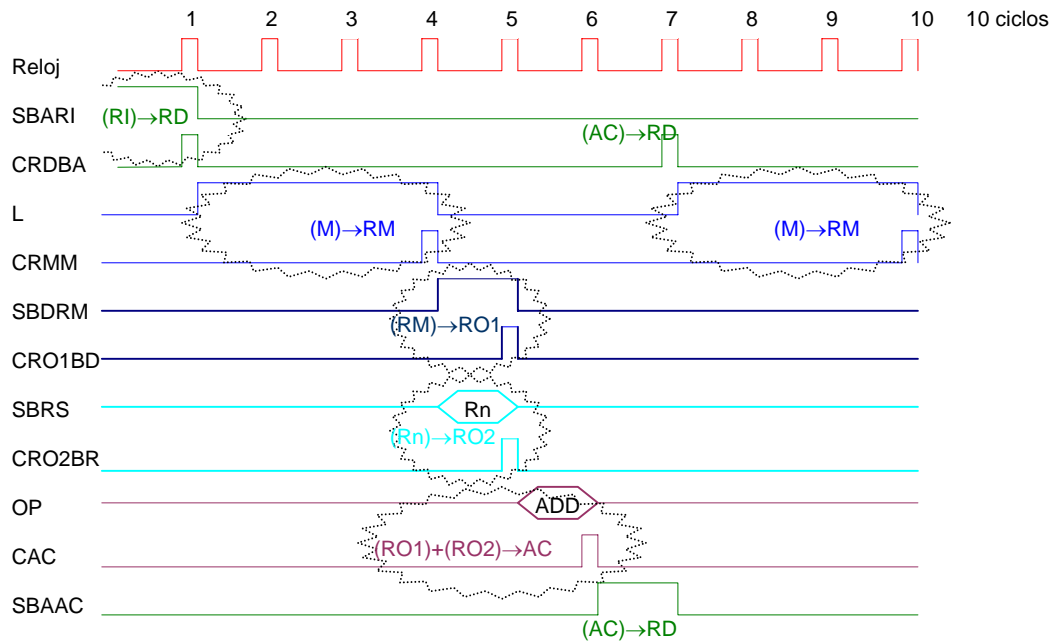 1 2 3 4 5 6 7 8 9 10 10 ciclos
Reloj
SBARI
(RI)→RD
(AC)→RD
CRDBA
L
(M)→RM
(M)→RM
CRMM
SBDRM
(RM)→RO1
CRO1BD
SBRS
Rn
(Rn)→RO2
CRO2BR
OP
ADD
CAC
(RO1)+(RO2)→AC
SBAAC
(AC)→RD